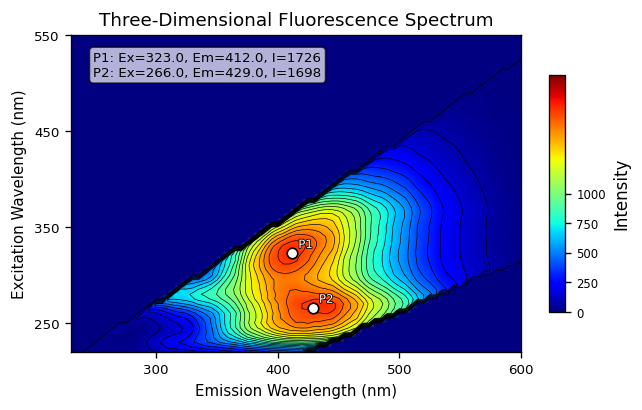 Three-Dimensional Fluorescence Spectrum
P1: Ex=323.0, Em=412.0, I=1726
P2: Ex=266.0, Em=429.0, I=1698
550
450
350
250
Excitation Wavelength (nm)
P1
P2
300
400
500
600
Emission Wavelength (nm)
1000
750
500
250
0
Intensity